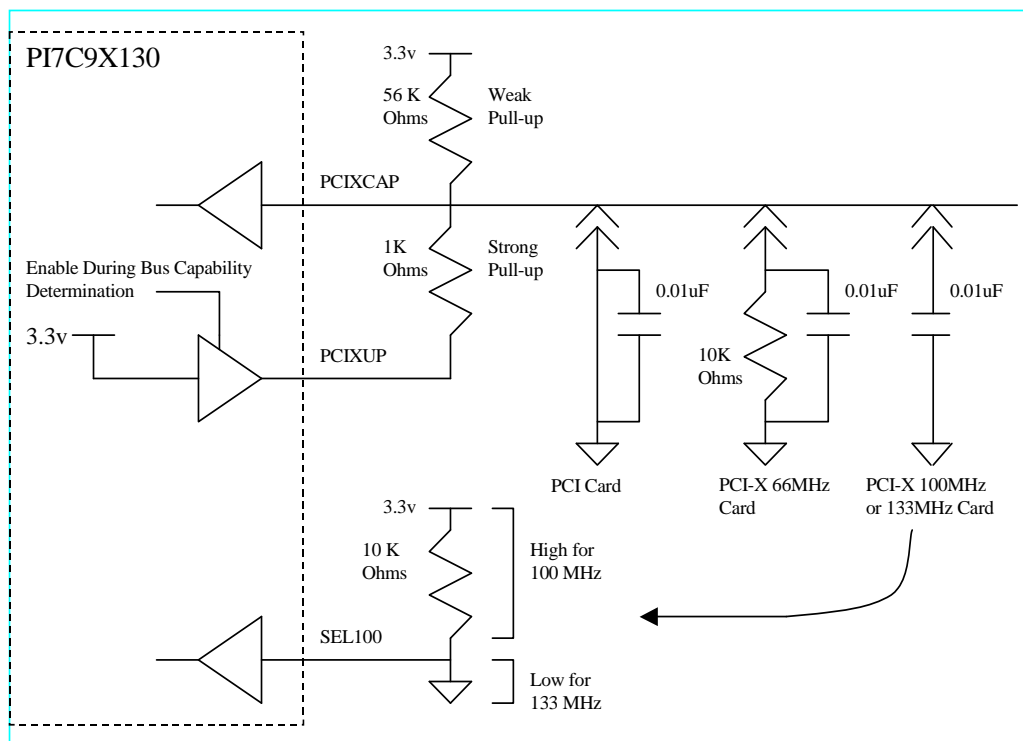 PI7C9X130
3.3v
56 K
Ohms
Weak
Pull-up
PCIXCAP
1K
Ohms
Strong
Pull-up
Enable During Bus Capability
Determination
3.3v
PCIXUP
0.01uF
0.01uF
0.01uF
10K
Ohms
PCI Card
PCI-X 66MHz
Card
PCI-X 100MHz
or 133MHz Card
3.3v
10 K
Ohms
High for
100 MHz
SEL100
Low for
133 MHz